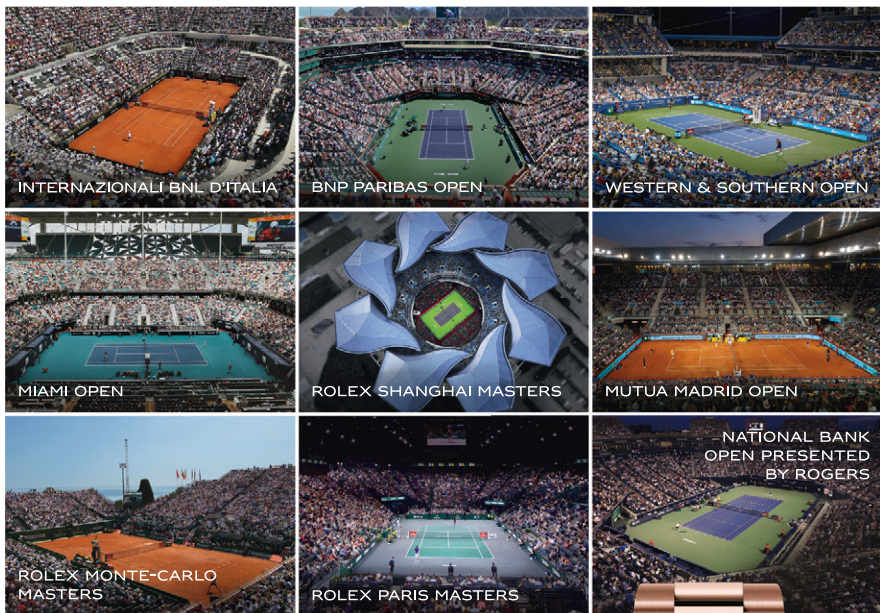 INTERNAZIONALI BNL D'ITALIA
BNP PARIBAS OPEN
WESTERN & SOUTHERN OPEN
MIAMI OPEN
ROLEX SHANGHAI MASTERS
MUTUA MADRID OPEN
ROLEX MONTE-CARLO
MASTERS
ROLEX PARIS MASTERS
NATIONAL BANK
OPEN PRESENTED
BY ROGERS